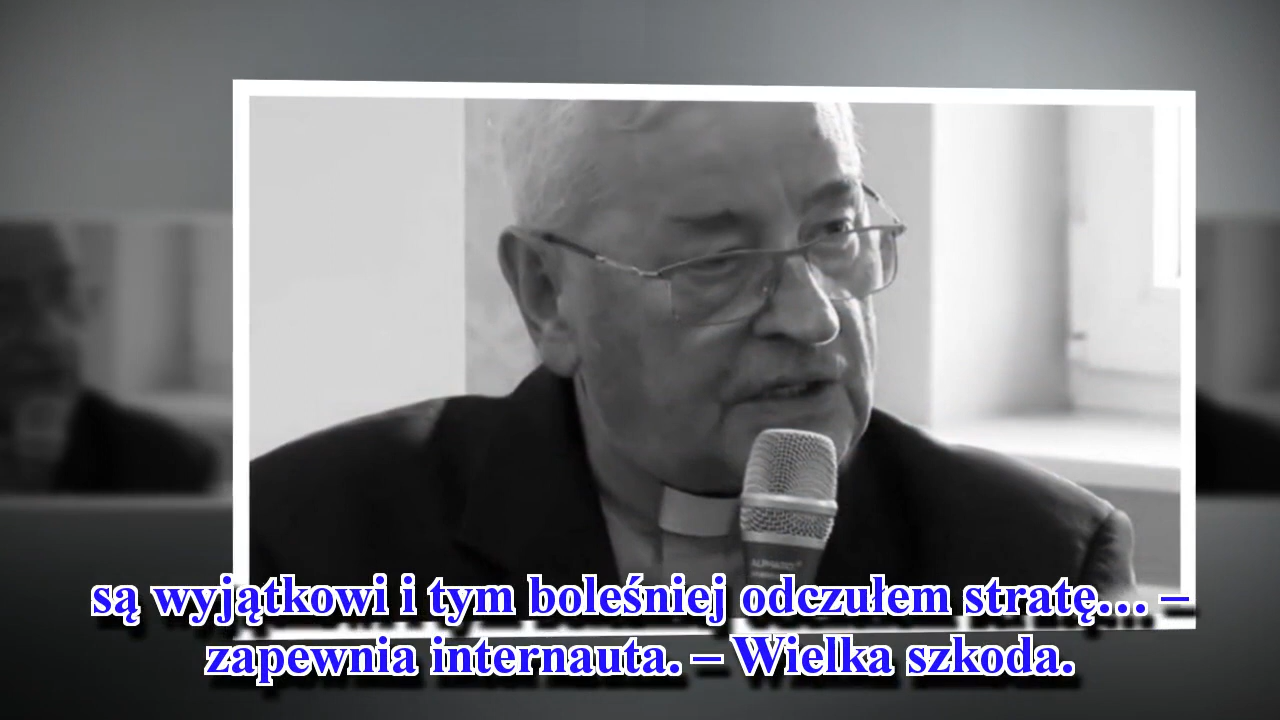 są wyjątkowi i tym boleśniej odczułem stratę... –
zapewnia internauta. – Wielka szkoda.